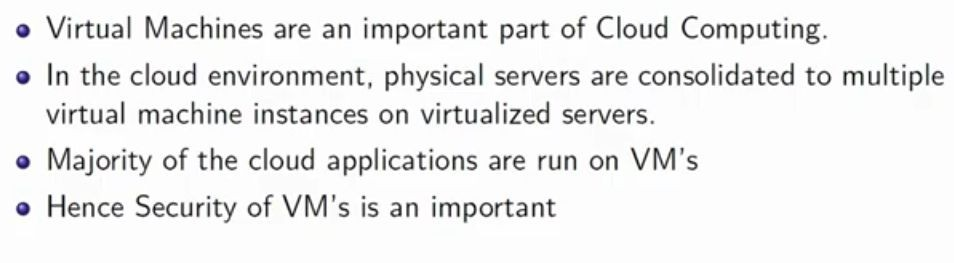 Virtual Machines are an important part of Cloud Computing.
In the cloud environment, physical servers are consolidated to multiple
virtual machine instances on virtualized servers.
Majority of the cloud applications are run on VM's
Hence Security of VM's is an important